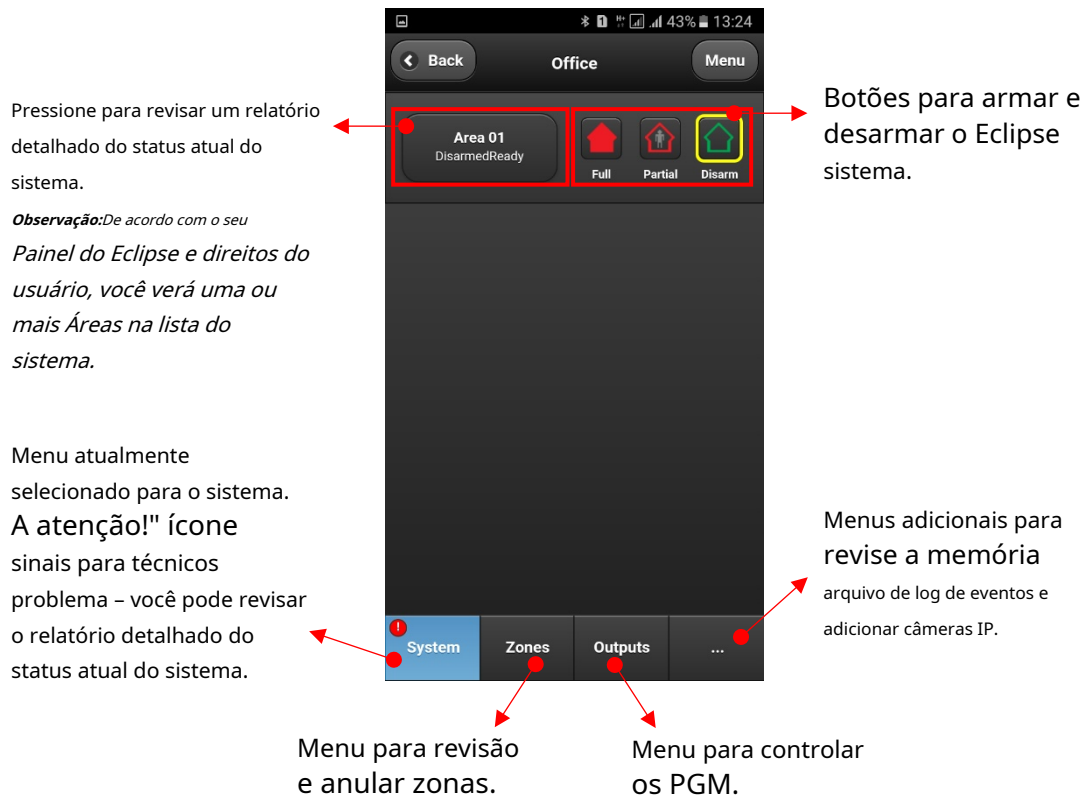 43% 13:24
Back
Office
Menu
Pressione para revisar um relatório
detalhado do status atual do
sistema.
Observação:De acordo com o seu
Painel do Eclipse e direitos do
usuário, você verá uma ou
mais Áreas na lista do
sistema.
Area 01
DisarmedReady
Full
Partial
Disarm
Botões para armar e
desarmar o Eclipse
sistema.
Menu atualmente
selecionado para o sistema.
A atenção!" ícone
sinais para técnicos
problema – você pode revisar
o relatório detalhado do
status atual do sistema.
Menus adicionais para
revise a memória
arquivo de log de eventos e
adicionar câmeras IP.
!
System
Zones
Outputs
...
Menu para revisão
e anular zonas.
Menu para controlar
os PGM.